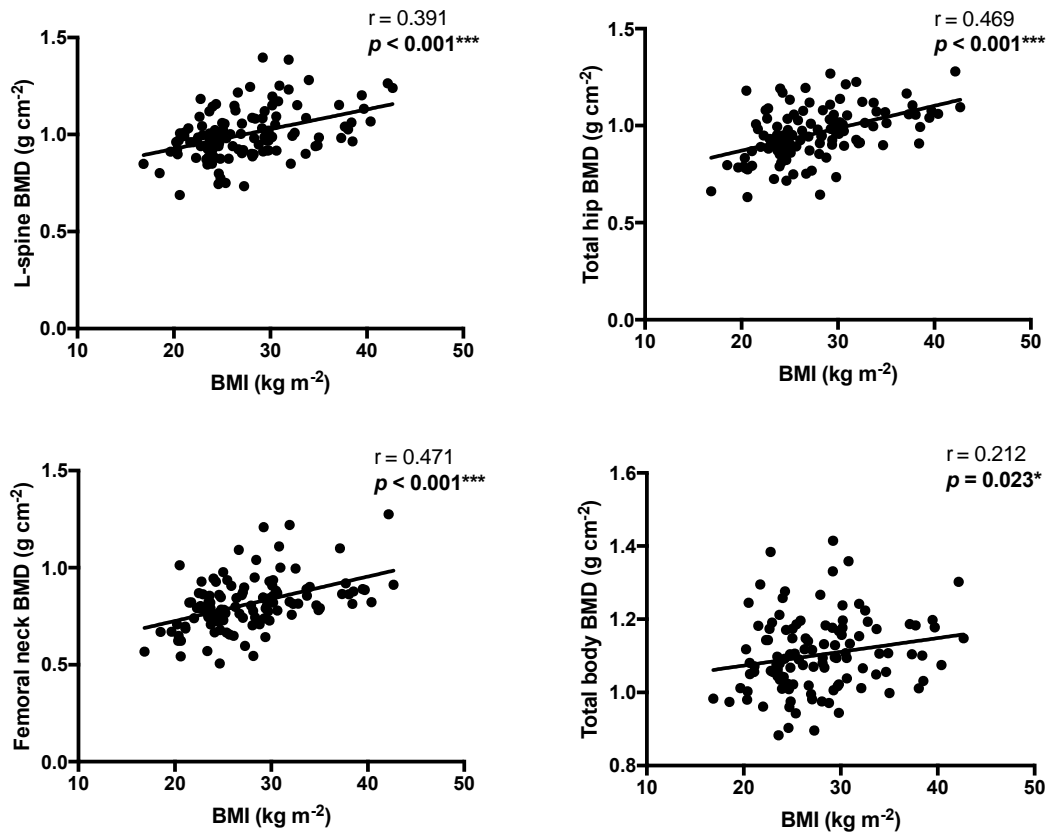 r = 0.391
p < 0.001***
1.5
1.0
0.5
0.0
L-spine BMD (g cm-2)
10 20 30 40 50
BMI (kg m-2)
r = 0.469
p < 0.001***
1.5
1.0
0.5
0.0
Total hip BMD (g cm-2)
10 20 30 40 50
BMI (kg m-2)
r = 0.471
p < 0.001***
1.5
1.0
0.5
0.0
Femoral neck BMD (g cm-2)
10 20 30 40 50
BMI (kg m-2)
r = 0.212
p = 0.023*
1.6
1.4
1.2
1.0
0.8
Total body BMD (g cm-2)
10 20 30 40 50
BMI (kg m-2)